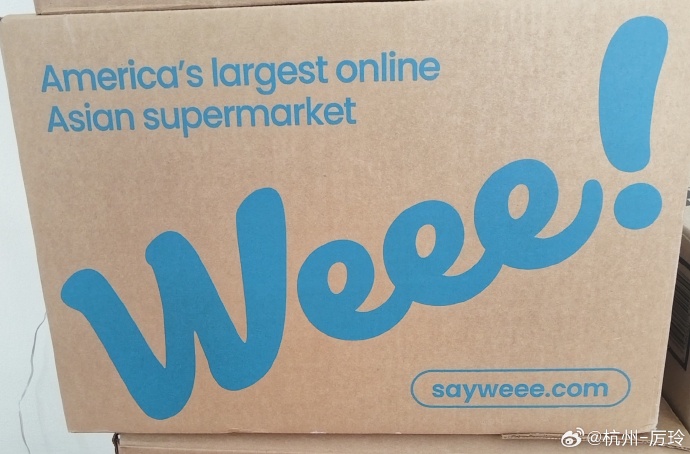 America's largest online
Asian supermarket
Weee!
sayweee.com
@杭州-厉玲